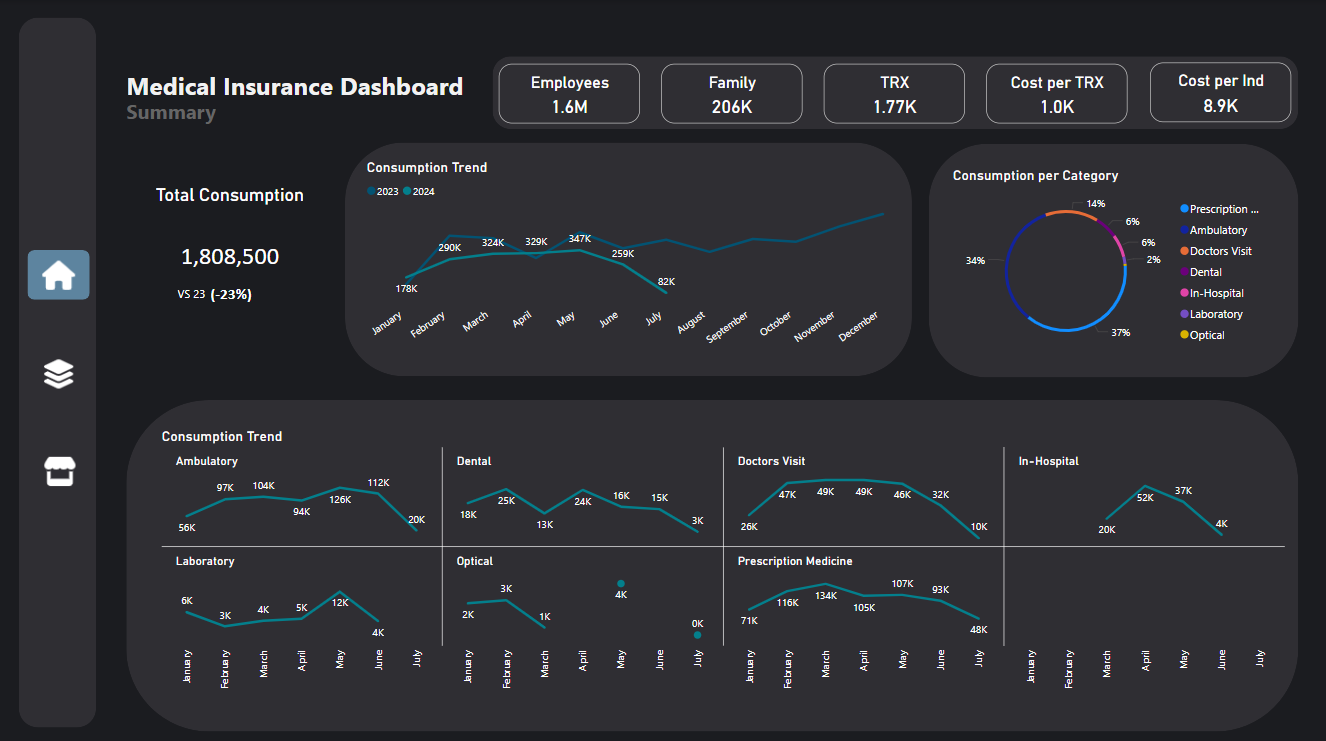 Medical Insurance Dashboard
Summary
Employees
1.6M
Family
206K
TRX
1.77K
Cost per TRX
1.0K
Cost per Ind
8.9K
Total Consumption
1,808,500
VS 23 (-23%)
Consumption Trend
2023 2024
178K 290K 324K 329K 347K 259K 82K
January February March April May June July August September October November December
Consumption per Category
14%
6%
6%
2%
34%
37%
Prescription ...
Ambulatory
Doctors Visit
Dental
In-Hospital
Laboratory
Optical
Consumption Trend
Ambulatory
56K 97K 104K 94K 126K 112K 20K
Dental
18K 25K 13K 24K 16K 15K 3K
Doctors Visit
26K 47K 49K 49K 46K 32K 10K
In-Hospital
20K 52K 37K 4K
Laboratory
6K 3K 4K 5K 12K 4K
Optical
2K 3K 1K 4K 0K
Prescription Medicine
71K 116K 134K 105K 107K 93K 48K
January February March April May June July
January February March April May June July
January February March April May June July
January February March April May June July